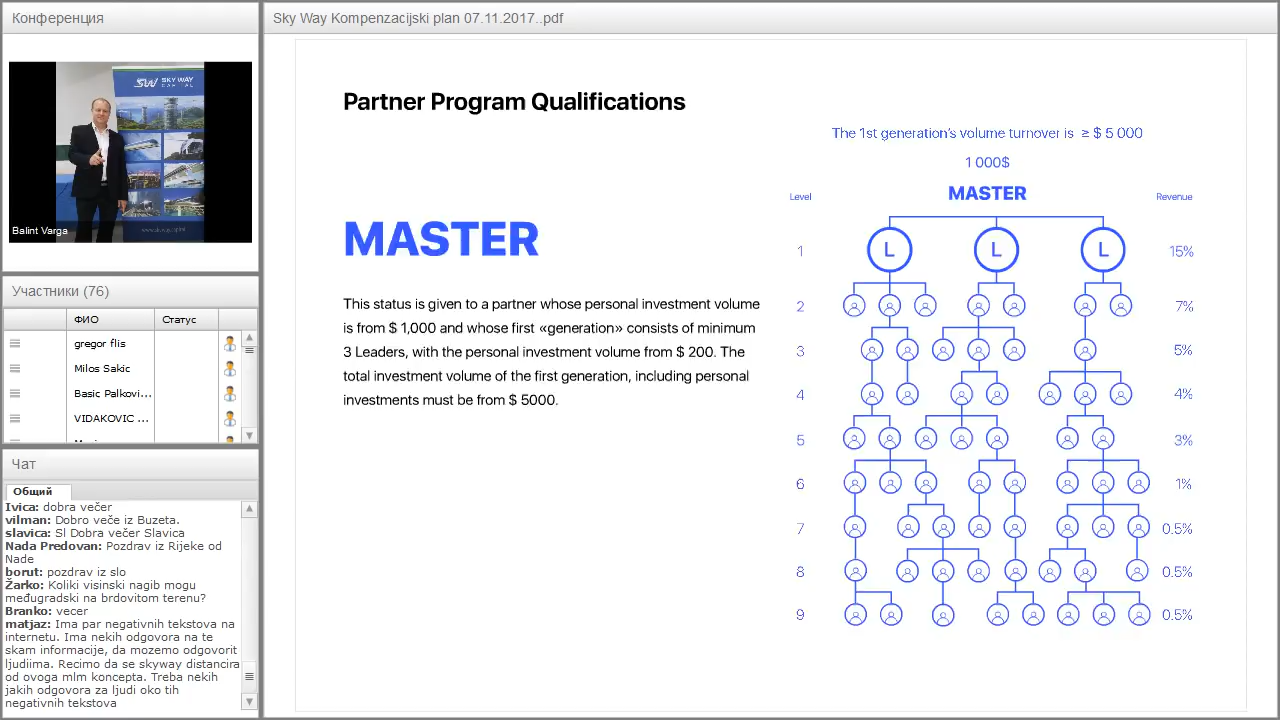 Конференция
SKY WAY
CAPITAL
Balint Varga
Участники (76)
ФИО Статус
gregor flis
Milos Sakic
Basic Palkovi...
VIDAKOVIC ...
Чат
Общий
Ivica: dobra večer
vilman: Dobro veče iz Buzeta.
slavica: Sl Dobra večer Slavica
Nada Predovan: Pozdrav iz Rijeke od
Nade
borut: pozdrav iz slo
Žarko: Koliki visinski nagib mogu
međugradski na brdovitom terenu?
Branko: vecer
matjaz: Ima par negativnih tekstova na
internetu. Ima nekih odgovora na te
skam informacije, da mozemo odgovorit
ljudiima. Recimo da se skyway distancira
od ovoga mlm koncepta. Treba nekih
jakih odgovora za ljudi oko tih
negativnih tekstova
Sky Way Kompenzacijski plan 07.11.2017..pdf
Partner Program Qualifications
MASTER
This status is given to a partner whose personal investment volume
is from $ 1,000 and whose first «generation» consists of minimum
3 Leaders, with the personal investment volume from $ 200. The
total investment volume of the first generation, including personal
investments must be from $ 5000.
The 1st generation's volume turnover is ≥ $ 5 000
1 000$
Level MASTER Revenue
1 L L L 15%
2 7%
3 5%
4 4%
5 3%
6 1%
7 0.5%
8 0.5%
9 0.5%